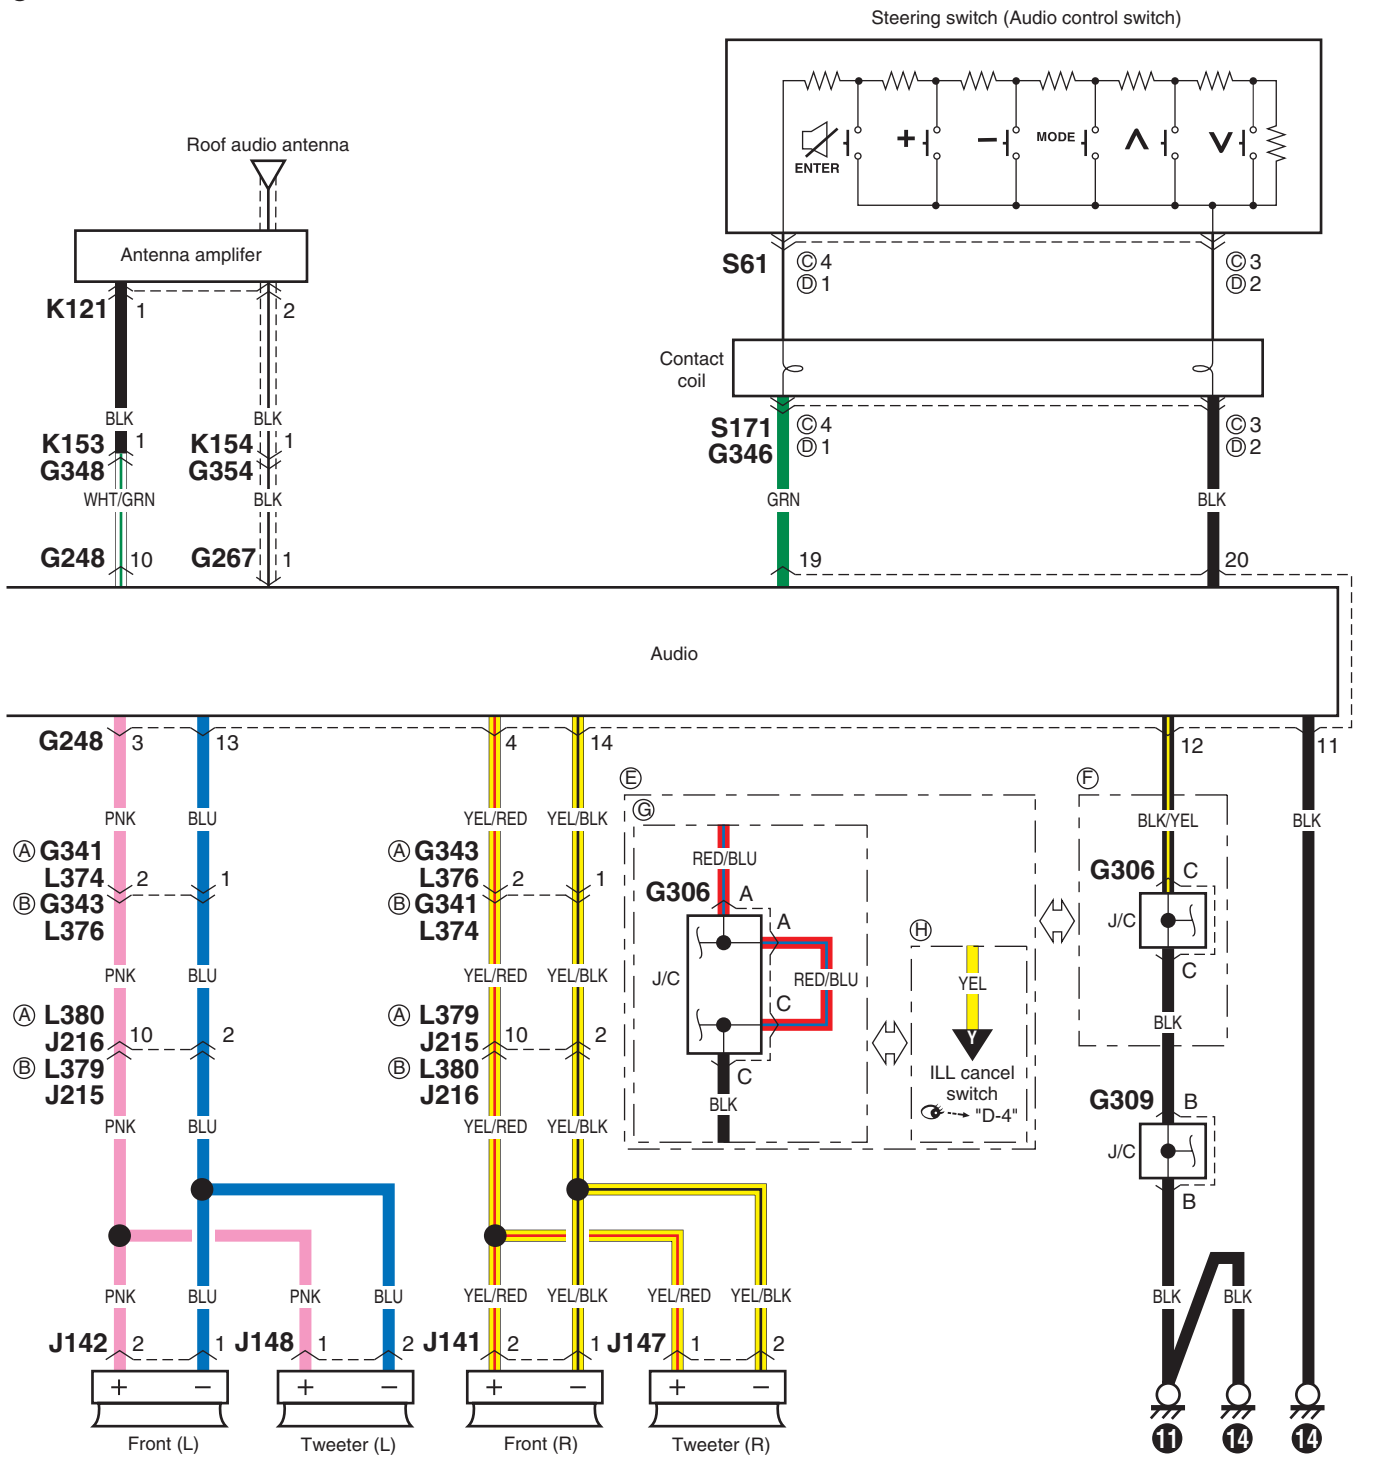 Steering switch (Audio control switch)
ENTER
+
−
MODE
∧
∨
Roof audio antenna
Antenna amplifer
S61 Ⓒ4 Ⓒ3
Ⓓ1 Ⓓ2
K121 1 2
Contact
coil
BLK BLK
S171 Ⓒ4 Ⓒ3
G346 Ⓓ1 Ⓓ2
K153 1 K154 1
G348 G354
WHT/GRN BLK GRN BLK
G248 10 G267 1 19 20
Audio
G248 3 13 4 14 12 11
Ⓔ Ⓕ
Ⓖ
PNK BLU YEL/RED YEL/BLK BLK/YEL BLK
Ⓐ G341 Ⓐ G343 RED/BLU
L374 2 1 L376 2 1 G306 A G306 C
Ⓑ G343 Ⓑ G341
L376 L374
A J/C
Ⓗ
PNK BLU YEL/RED YEL/BLK J/C RED/BLU YEL C
C
Ⓐ L380 Ⓐ L379 BLK
J216 10 2 J215 10 2 Y
Ⓑ L379 Ⓑ L380 C ILL cancel
J215 J216 switch
BLK "D-4" G309 B
PNK BLU YEL/RED YEL/BLK J/C
B
PNK BLU PNK BLU YEL/RED YEL/BLK YEL/RED YEL/BLK BLK BLK
J142 2 1 J148 1 2 J141 2 1 J147 1 2
+ − + − + − + −
Front (L) Tweeter (L) Front (R) Tweeter (R) 11 14 14